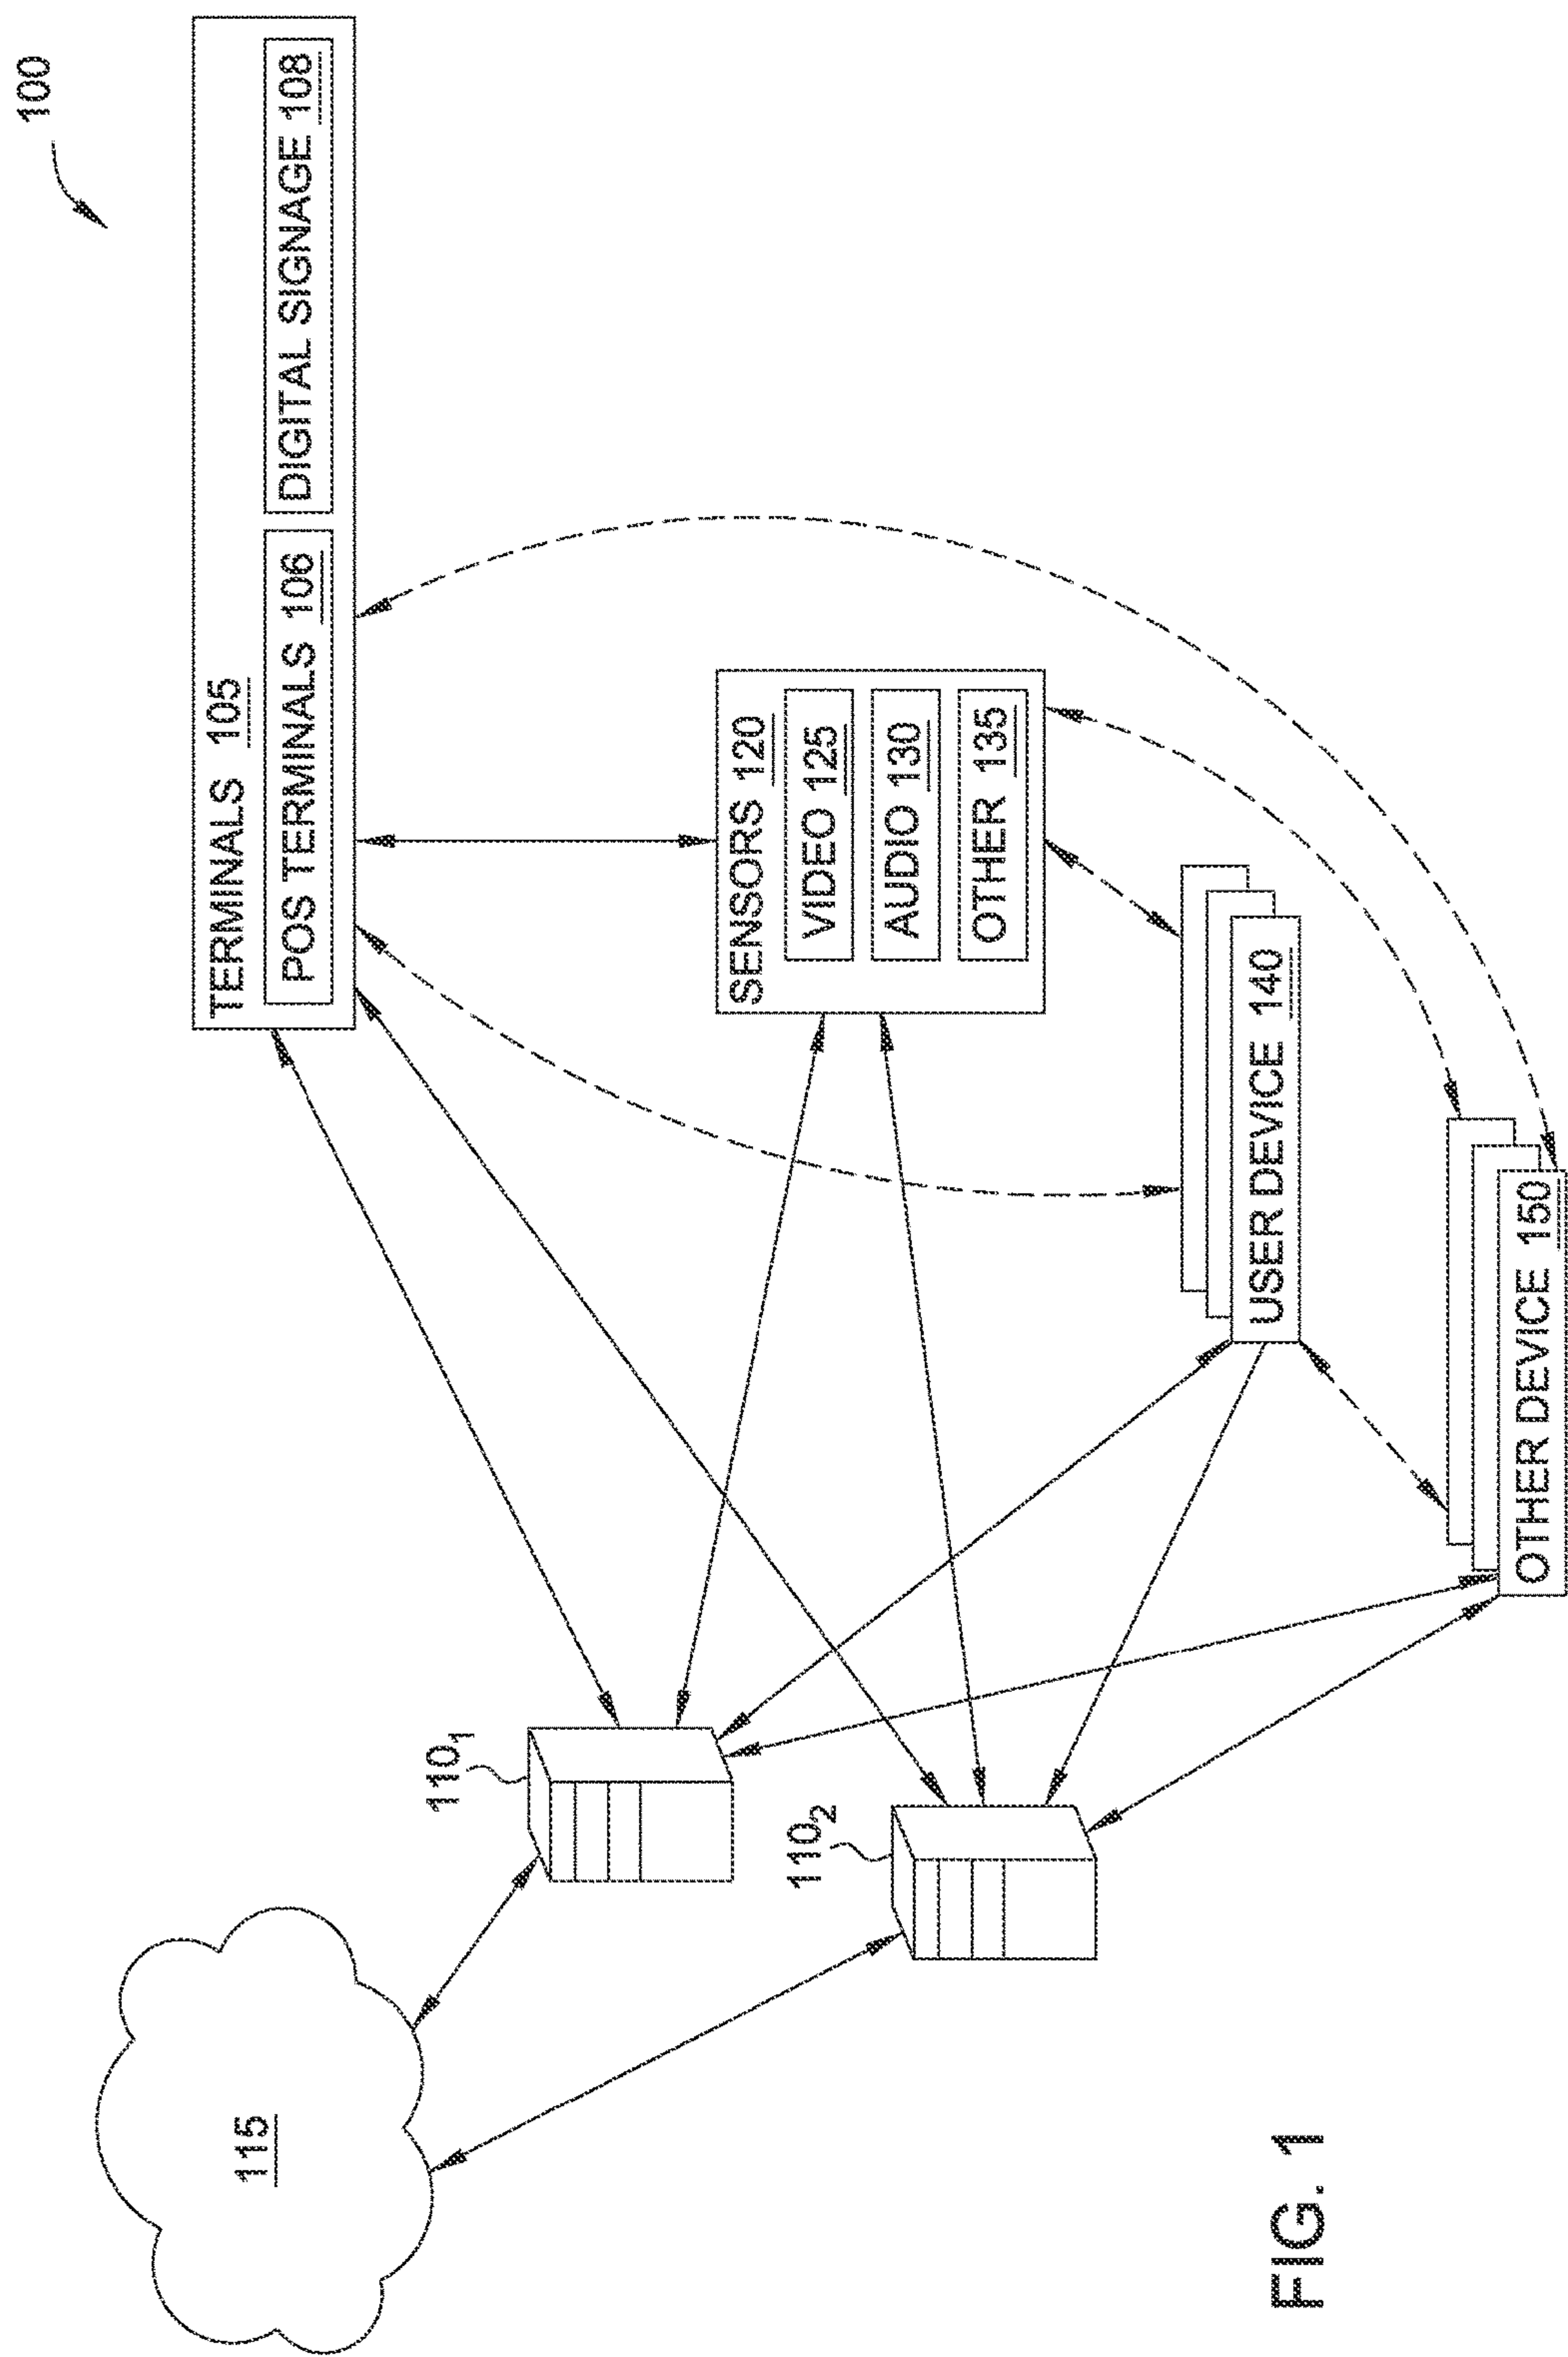 100
TERMINALS 105
POS TERMINALS 106
DIGITAL SIGNAGE 108
SENSORS 120
VIDEO 125
AUDIO 130
OTHER 135
USER DEVICE 140
OTHER DEVICE 150
110₁
110₂
115
FIG. 1